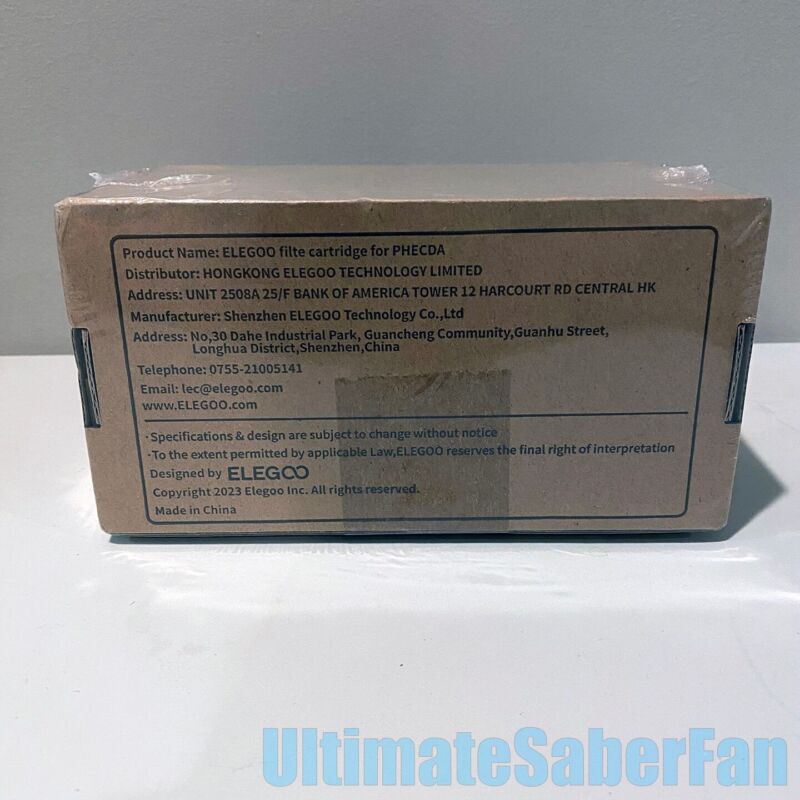 Product Name: ELEGOO filte cartridge for PHECDA
Distributor: HONGKONG ELEGOO TECHNOLOGY LIMITED
Address: UNIT 2508A 25/F BANK OF AMERICA TOWER 12 HARCOURT RD CENTRAL HK
Manufacturer: Shenzhen ELEGOO Technology Co.,Ltd
Address: No,30 Dahe Industrial Park, Guancheng Community,Guanhu Street,
Longhua District,Shenzhen,China
Telephone: 0755-21005141
Email: lec@elegoo.com
www.ELEGOO.com
·Specifications & design are subject to change without notice
·To the extent permitted by applicable Law,ELEGOO reserves the final right of interpretation
Designed by ELEGOO
Copyright 2023 Elegoo Inc. All rights reserved.
Made in China
UltimateSaberFan